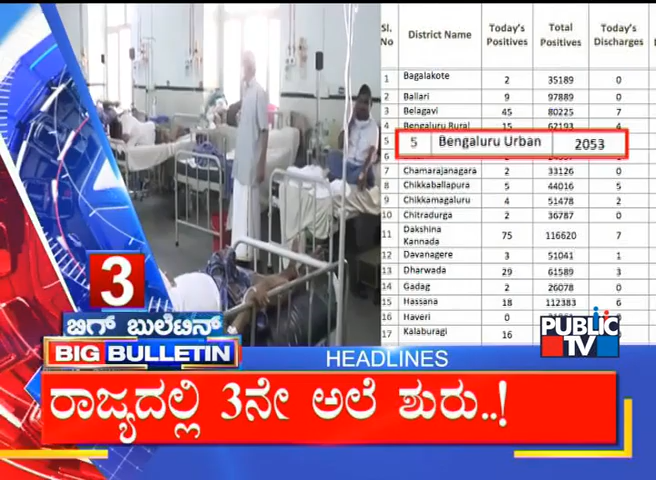 Sl. No District Name Today's Positives Total Positives Today's Discharges
1 Bagalakote 2 35189 0
2 Ballari 9 97889 0
3 Belagavi 45 80225 7
4 Bengaluru Rural 15 62193 4
5 Bengaluru Urban 2053
6
7 Chamarajanagara 2 33126 0
8 Chikkaballapura 5 44016 5
9 Chikkamagaluru 4 51478 2
10 Chitradurga 2 36787 0
11 Dakshina Kannada 75 116620 7
12 Davanagere 3 51041 1
13 Dharwada 29 61589 3
14 Gadag 2 26078 0
15 Hassana 18 112383 6
16 Haveri 0
17 Kalaburagi 16
3
ಬಿಗ್ ಬುಲೆಟಿನ್
BIG BULLETIN
PUBLIC TV
HEADLINES
ರಾಜ್ಯದಲ್ಲಿ 3ನೇ ಅಲೆ ಶುರು..!